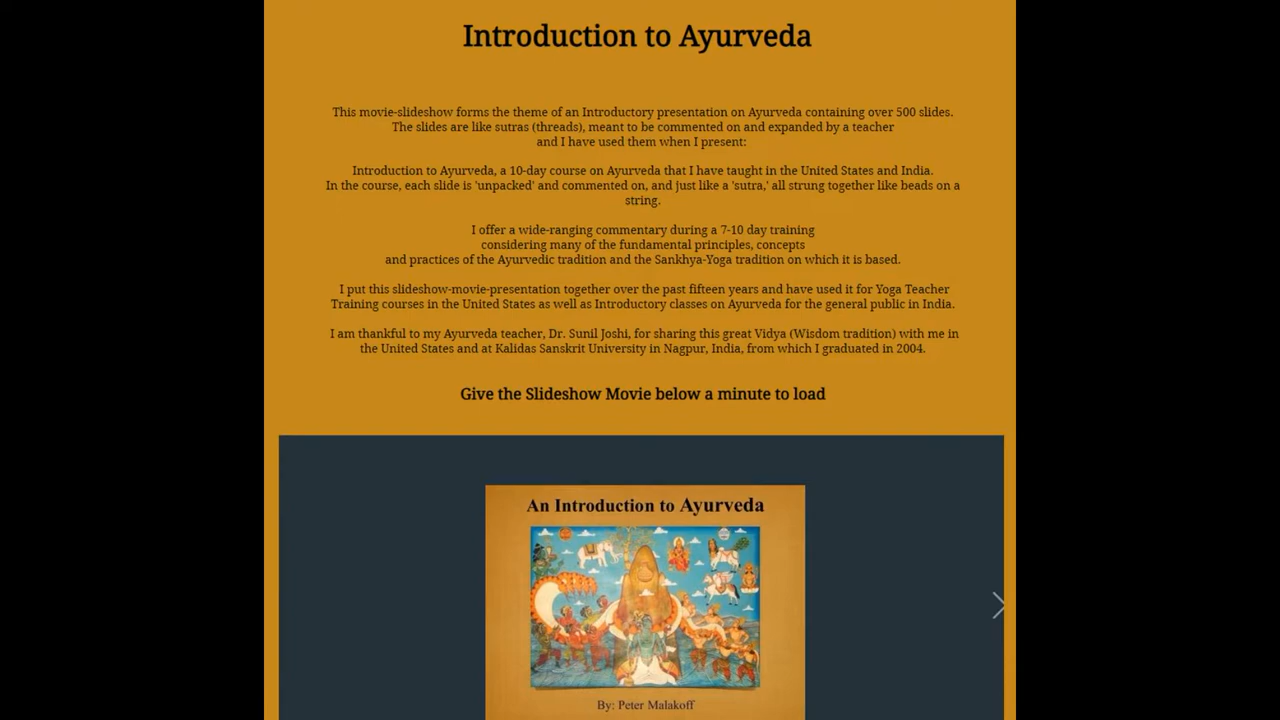 Introduction to Ayurveda
This movie-slideshow forms the theme of an Introductory presentation on Ayurveda containing over 500 slides.
The slides are like sutras (threads), meant to be commented on and expanded by a teacher
and I have used them when I present:
Introduction to Ayurveda, a 10-day course on Ayurveda that I have taught in the United States and India.
In the course, each slide is 'unpacked' and commented on, and just like a 'sutra,' all strung together like beads on a
string.
I offer a wide-ranging commentary during a 7-10 day training
considering many of the fundamental principles, concepts
and practices of the Ayurvedic tradition and the Sankhya-Yoga tradition on which it is based.
I put this slideshow-movie-presentation together over the past fifteen years and have used it for Yoga Teacher
Training courses in the United States as well as Introductory classes on Ayurveda for the general public in India.
I am thankful to my Ayurveda teacher, Dr. Sunil Joshi, for sharing this great Vidya (Wisdom tradition) with me in
the United States and at Kalidas Sanskrit University in Nagpur, India, from which I graduated in 2004.
Give the Slideshow Movie below a minute to load
An Introduction to Ayurveda
By: Peter Malakoff